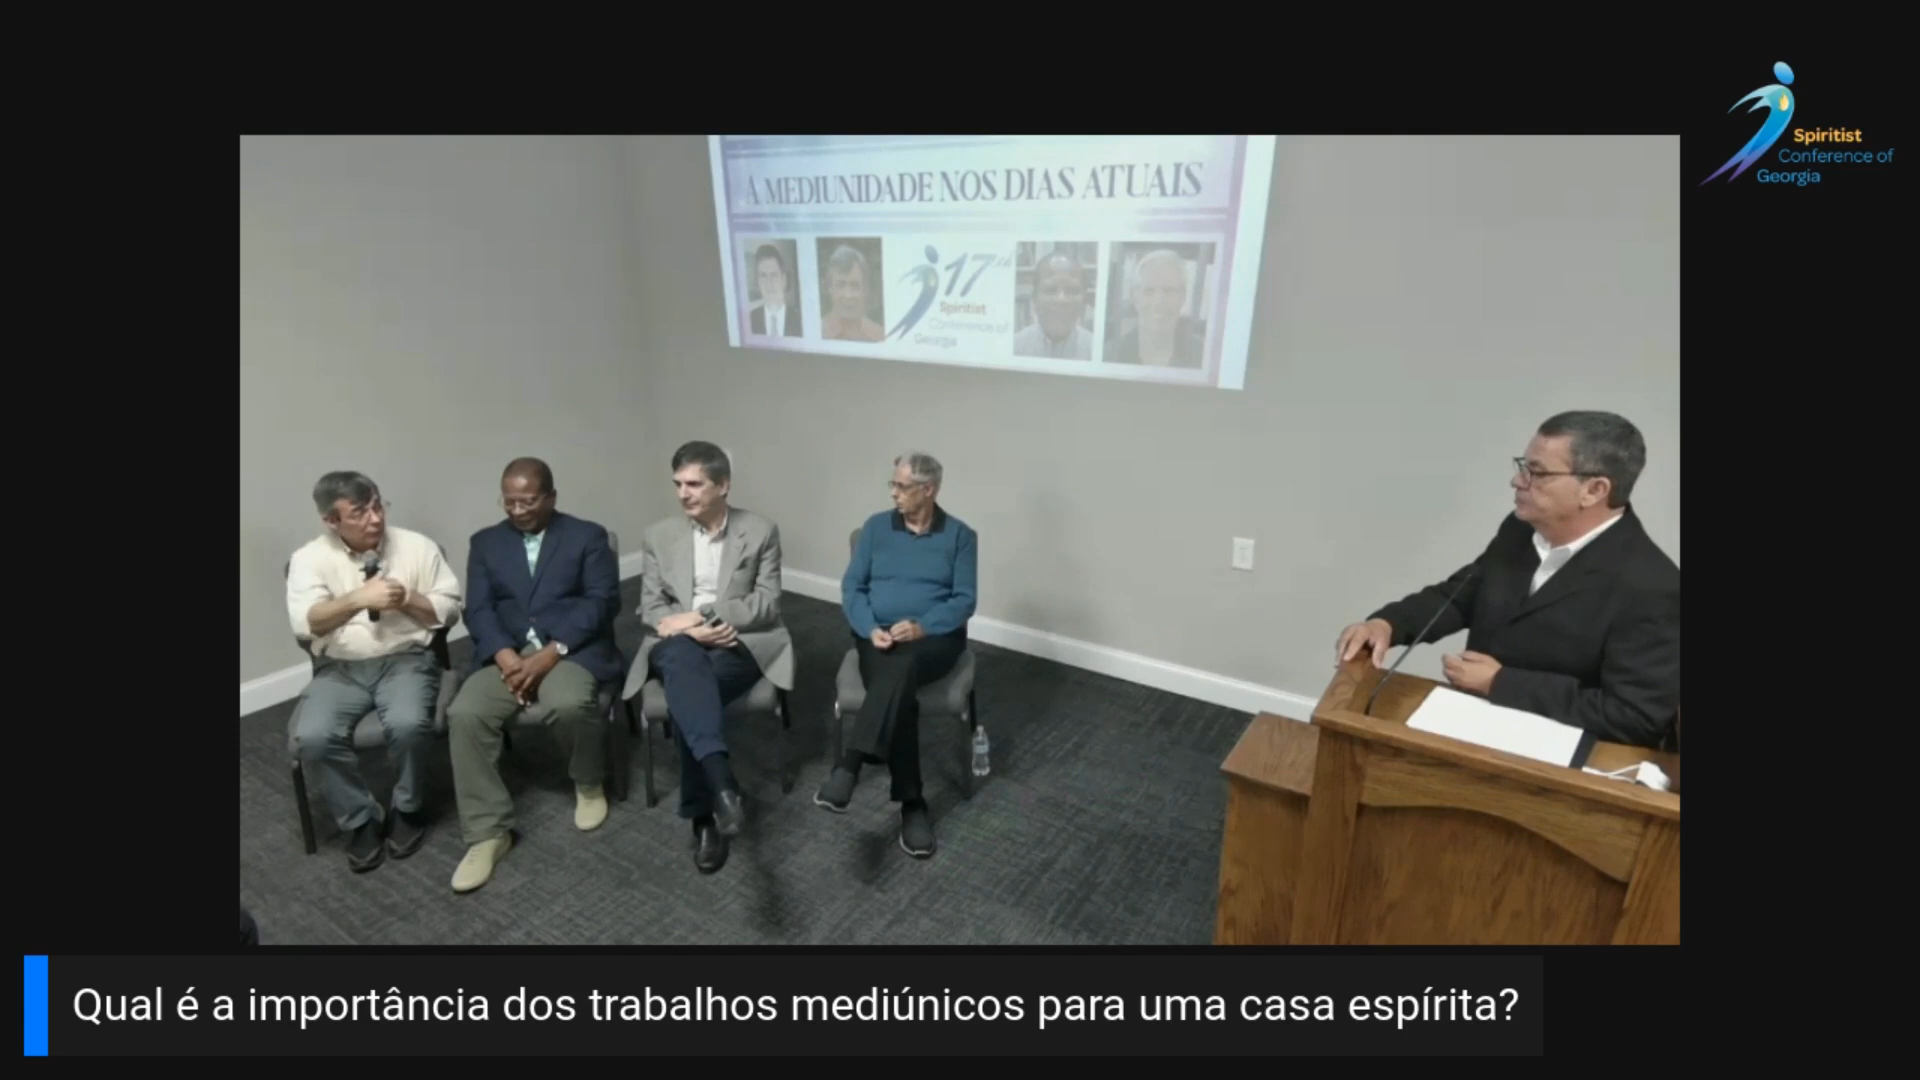 Spiritist
Conference of
Georgia
A MEDIUNIDADE NOS DIAS ATUAIS
17th
Spiritist
Conference of
Georgia
Qual é a importância dos trabalhos mediúnicos para uma casa espírita?